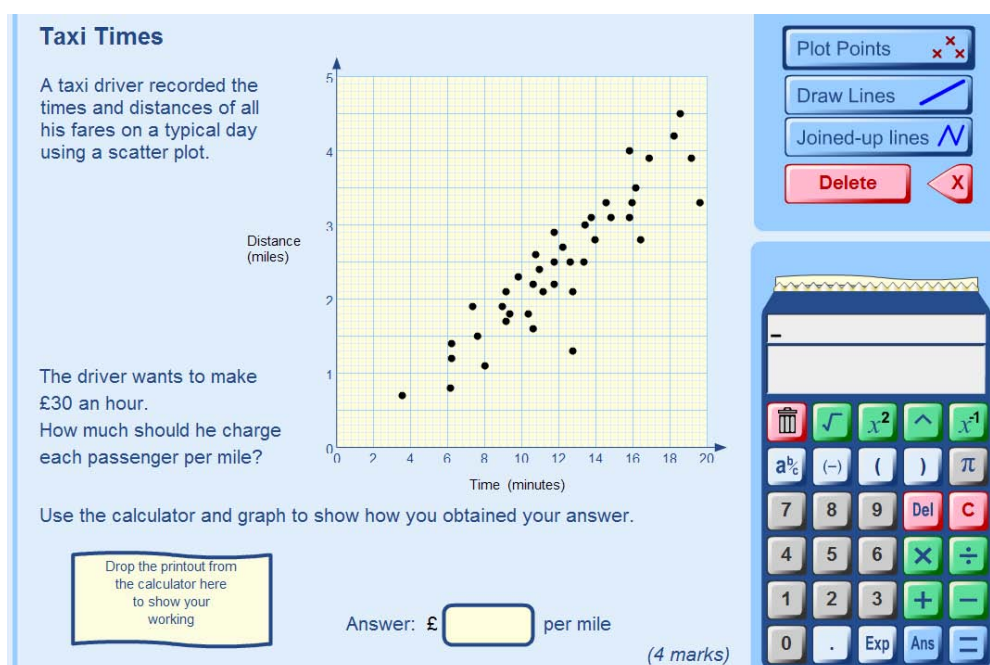 Taxi Times
A taxi driver recorded the
times and distances of all
his fares on a typical day
using a scatter plot.
5
4
3
2
1
0
Distance
(miles)
0 2 4 6 8 10 12 14 16 18 20
Time (minutes)
The driver wants to make
£30 an hour.
How much should he charge
each passenger per mile?
Use the calculator and graph to show how you obtained your answer.
Drop the printout from
the calculator here
to show your
working
Answer: £ per mile
(4 marks)
Plot Points
Draw Lines
Joined-up lines
Delete X
√ x² ^ x⁻¹
aᵇ⁄c (−) ( ) π
7 8 9 Del C
4 5 6 × ÷
1 2 3 + −
0 . Exp Ans =